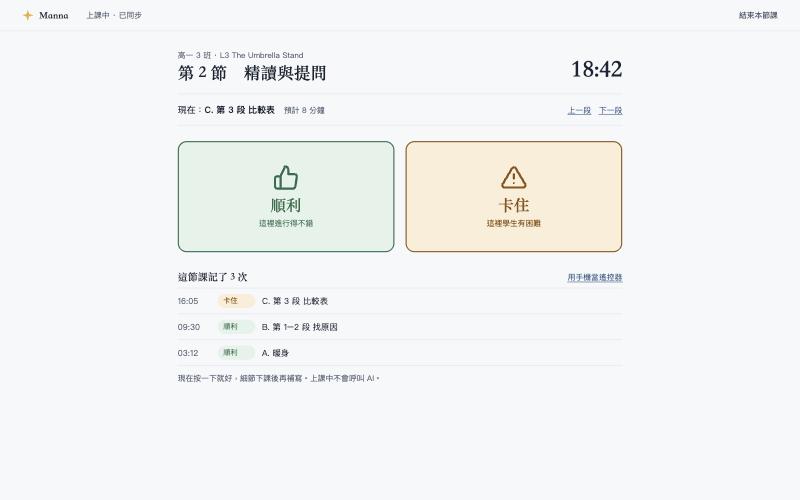 Manna 上課中 · 已同步 結束本節課
高一 3 班 · L3 The Umbrella Stand
第 2 節 精讀與提問 18:42
現在：C. 第 3 段 比較表 預計 8 分鐘 上一段 下一段
順利
這裡進行得不錯
卡住
這裡學生有困難
這節課記了 3 次 用手機當遙控器
16:05 卡住 C. 第 3 段 比較表
09:30 順利 B. 第 1–2 段 找原因
03:12 順利 A. 暖身
現在按一下就好，細節下課後再補寫。上課中不會呼叫 AI。